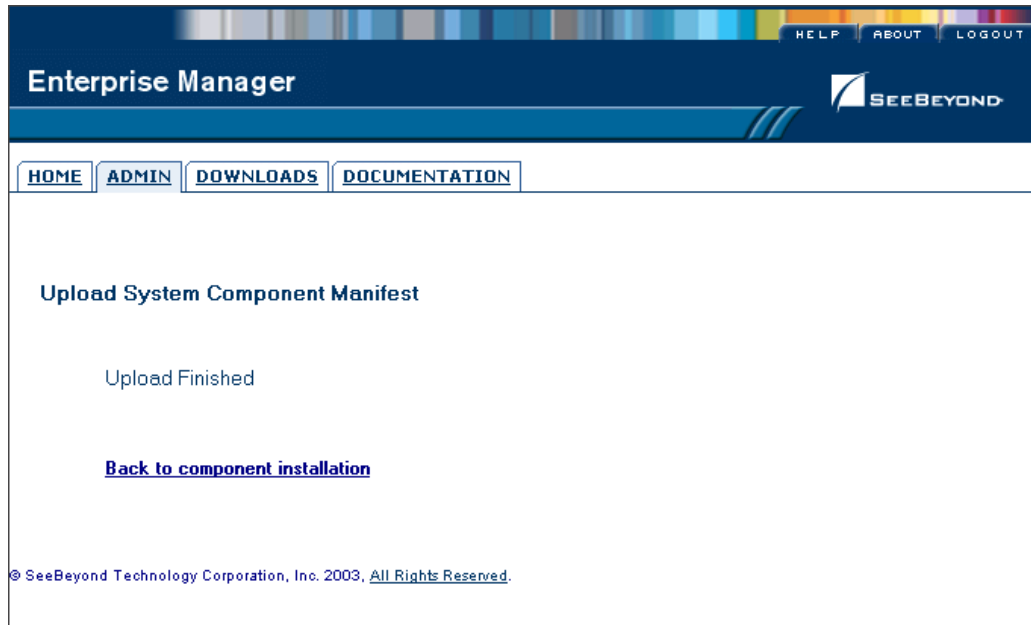 HELP ABOUT LOGOUT
Enterprise Manager
SEEBEYOND
HOME ADMIN DOWNLOADS DOCUMENTATION
Upload System Component Manifest
Upload Finished
Back to component installation
© SeeBeyond Technology Corporation, Inc. 2003, All Rights Reserved.